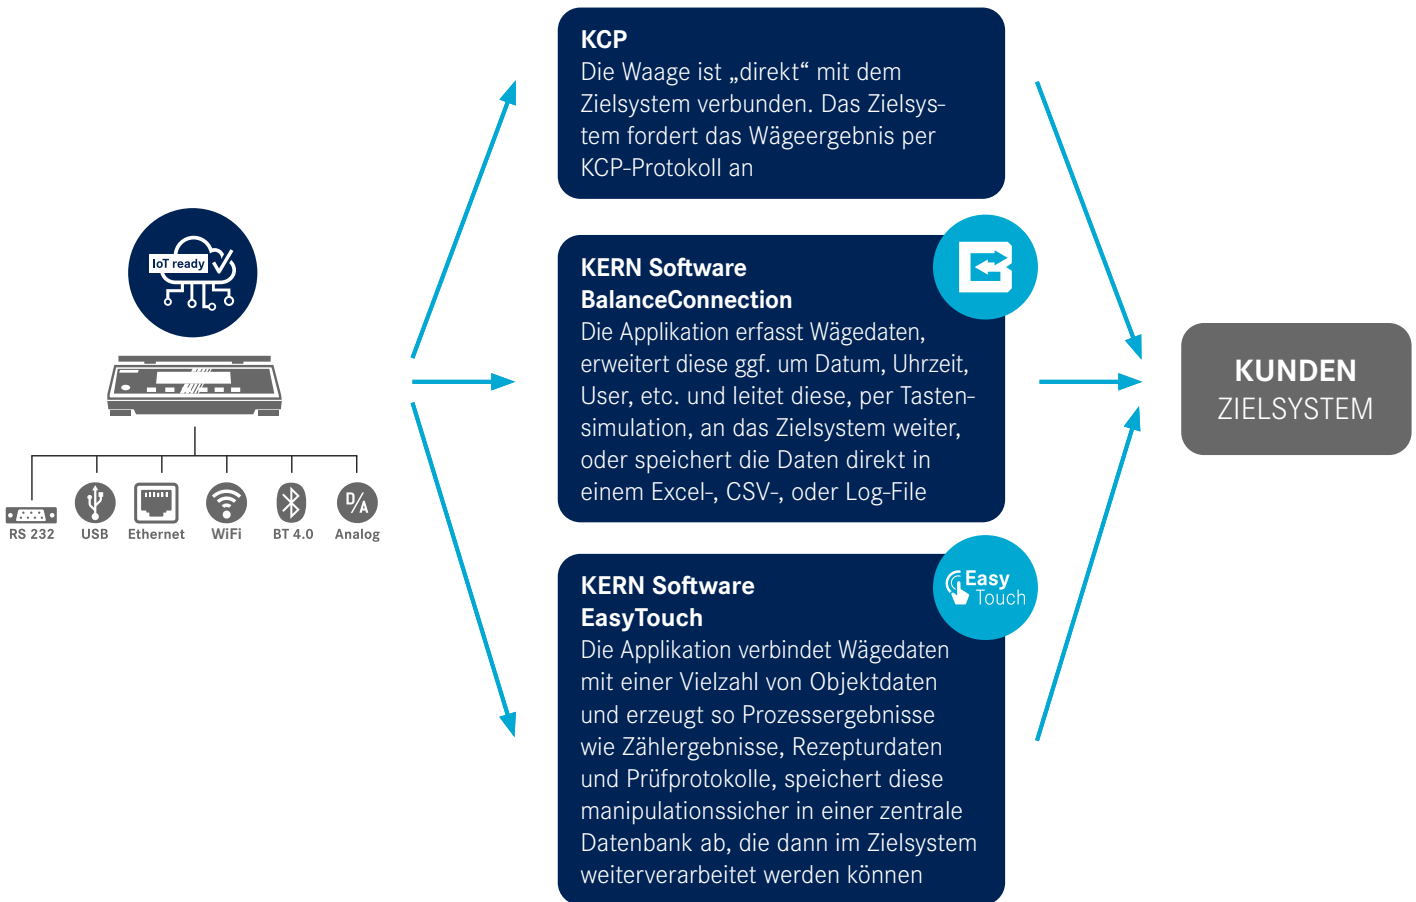 IoT ready
RS 232
USB
Ethernet
WiFi
BT 4.0
D/A
Analog
KCP
Die Waage ist „direkt“ mit dem
Zielsystem verbunden. Das Zielsys-
tem fordert das Wägeergebnis per
KCP-Protokoll an
KERN Software
BalanceConnection
Die Applikation erfasst Wägedaten,
erweitert diese ggf. um Datum, Uhrzeit,
User, etc. und leitet diese, per Tasten-
simulation, an das Zielsystem weiter,
oder speichert die Daten direkt in
einem Excel-, CSV-, oder Log-File
B
KERN Software
EasyTouch
Die Applikation verbindet Wägedaten
mit einer Vielzahl von Objektdaten
und erzeugt so Prozessergebnisse
wie Zählergebnisse, Rezepturdaten
und Prüfprotokolle, speichert diese
manipulationssicher in einer zentrale
Datenbank ab, die dann im Zielsystem
weiterverarbeitet werden können
Easy
Touch
KUNDEN
ZIELSYSTEM